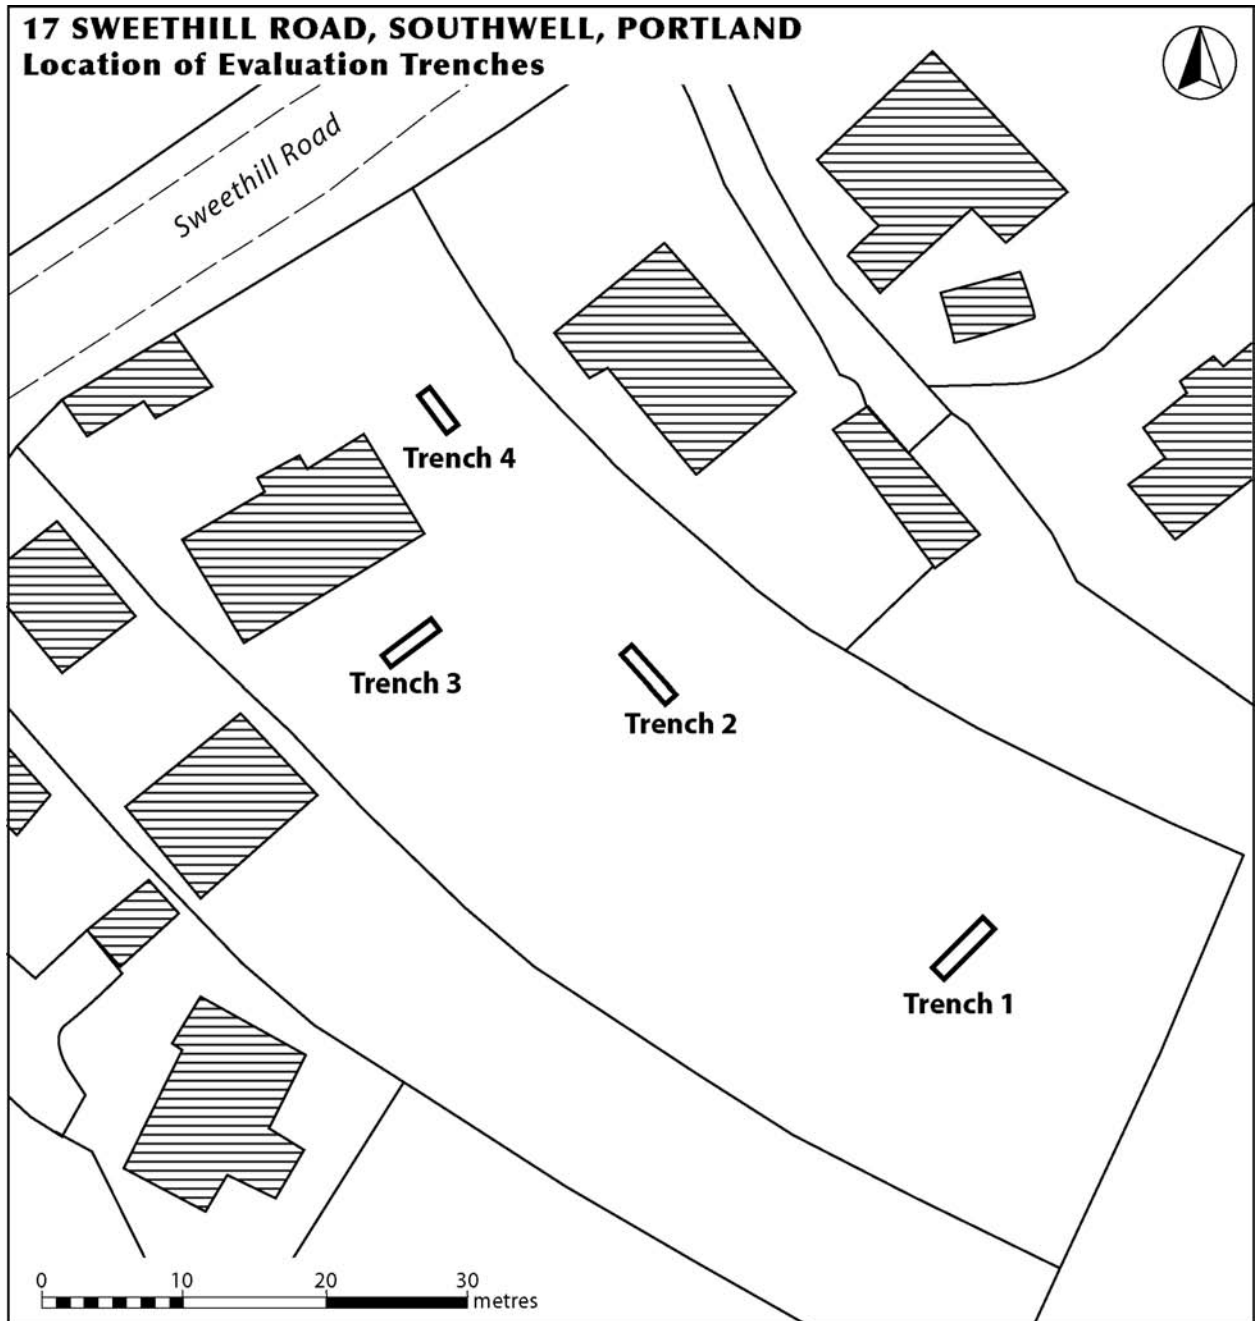 17 SWEETHILL ROAD, SOUTHWELL, PORTLAND
Location of Evaluation Trenches
Sweethill Road
Trench 4
Trench 3
Trench 2
Trench 1
0 10 20 30
metres